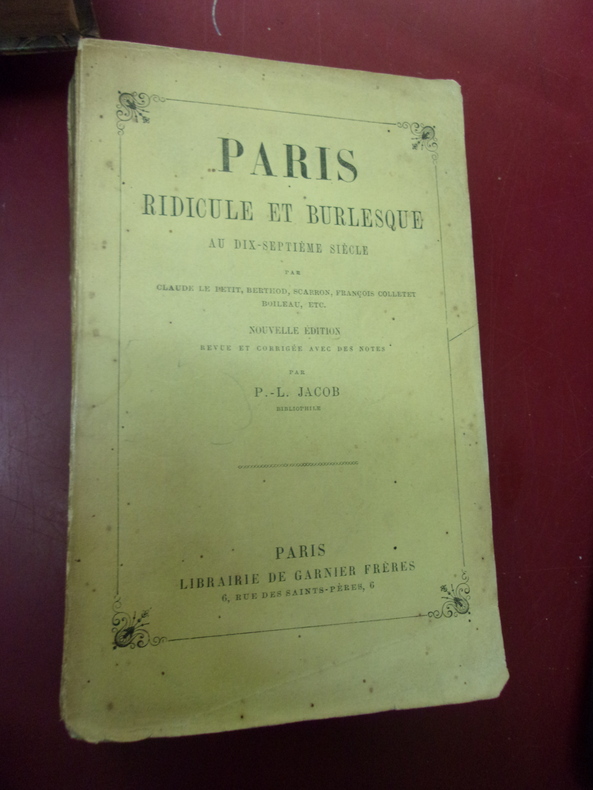 PARIS
RIDICULE ET BURLESQUE
AU DIX-SEPTIÈME SIÈCLE
PAR
CLAUDE LE PETIT, BERTHOD, SCARRON, FRANÇOIS COLLETET
BOILEAU, ETC.
NOUVELLE ÉDITION
REVUE ET CORRIGÉE AVEC DES NOTES
PAR
P.-L. JACOB
BIBLIOPHILE
PARIS
LIBRAIRIE DE GARNIER FRÈRES
6, RUE DES SAINTS-PÈRES, 6